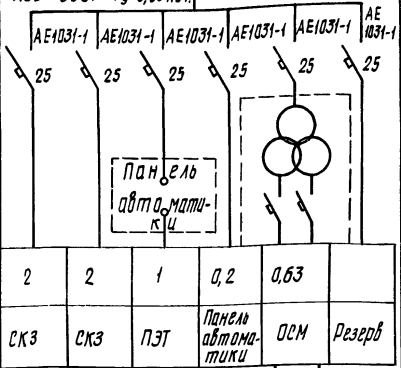 АЕ1031-1 АЕ1031-1 АЕ1031-1 АЕ1031-1 АЕ1031-1 АЕ
1031-1
25 25 25 25 25 25
Панель
автомати-
ки
2 2 1 0,2 0,63
СКЗ СКЗ ПЭТ Панель
автома-
тики ОСМ Резерв